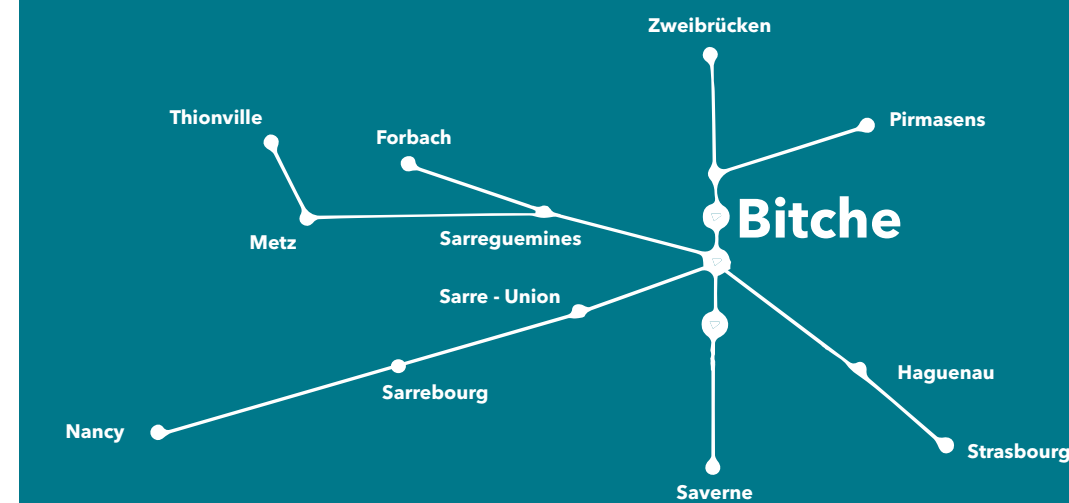 Zweibrücken
Thionville
Pirmasens
Forbach
Bitche
Metz
Sarreguemines
Sarre - Union
Haguenau
Sarrebourg
Nancy
Strasbourg
Saverne